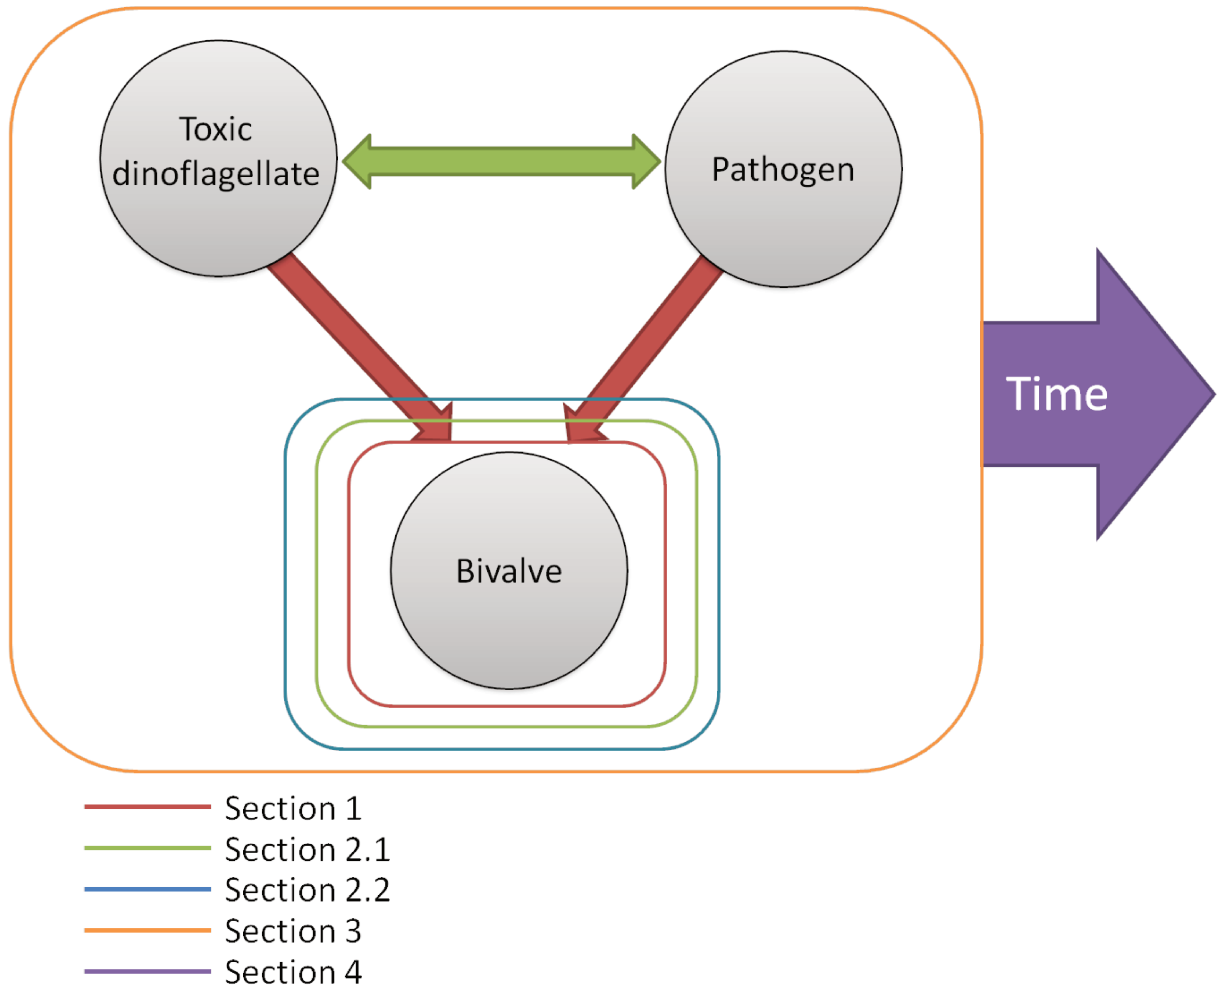 Toxic
dinoflagellate
Pathogen
Time
Bivalve
Section 1
Section 2.1
Section 2.2
Section 3
Section 4